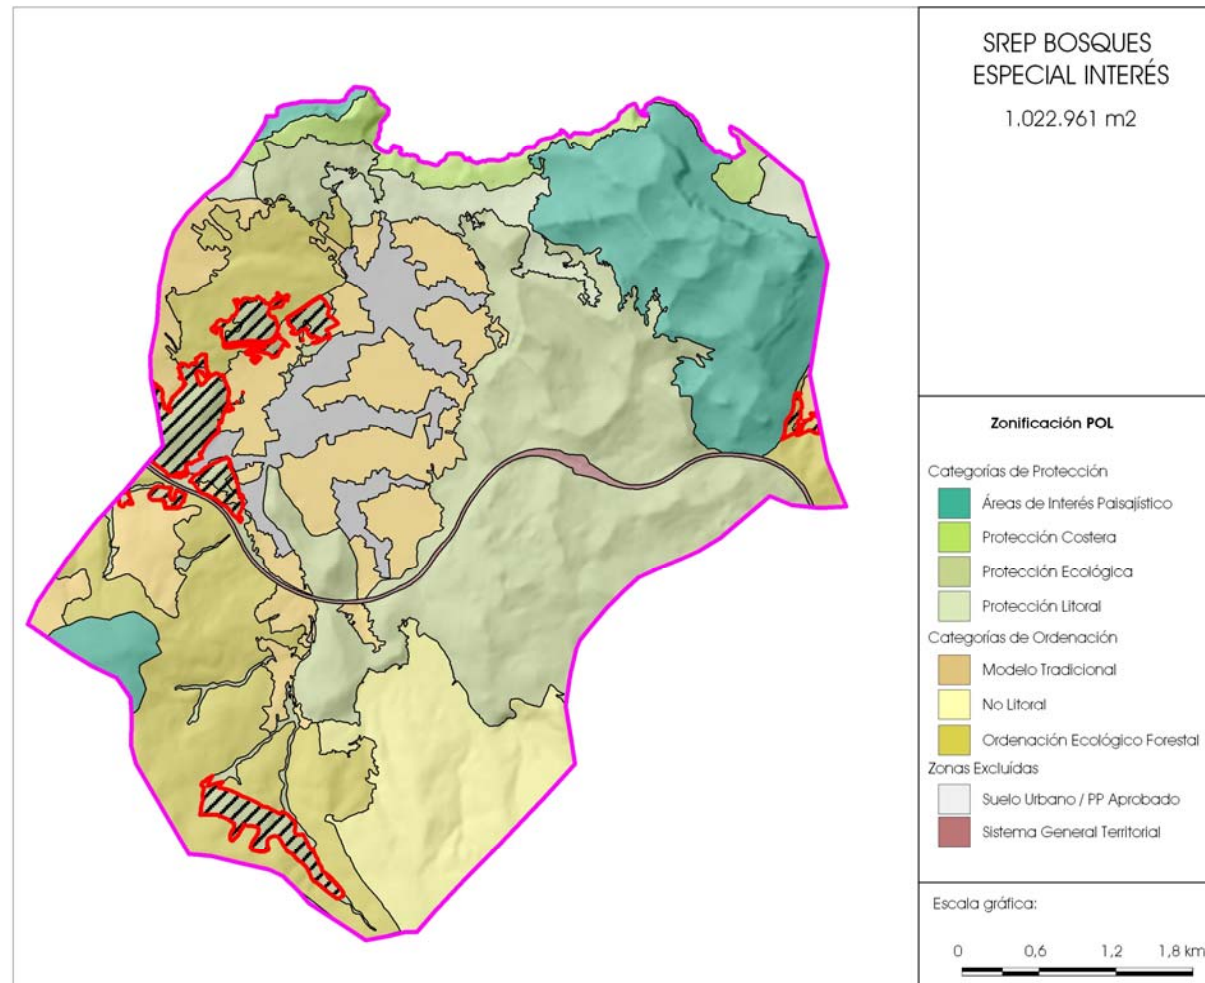 SREP BOSQUES
ESPECIAL INTERÉS
1.022.961 m2
Zonificación POL
Categorías de Protección
Áreas de Interés Paisajístico
Protección Costera
Protección Ecológica
Protección Litoral
Categorías de Ordenación
Modelo Tradicional
No Litoral
Ordenación Ecológico Forestal
Zonas Excluídas
Suelo Urbano / PP Aprobado
Sistema General Territorial
Escala gráfica:
0 0,6 1,2 1,8 km